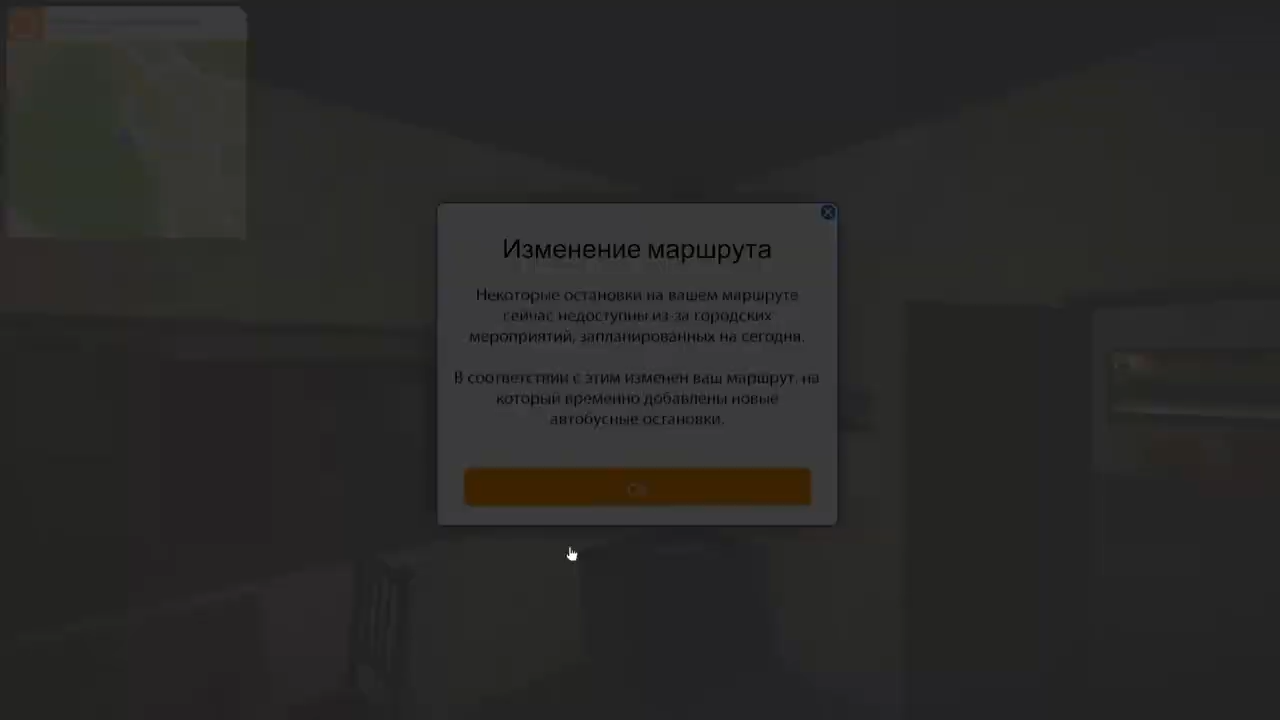 Изменение маршрута
Некоторые остановки на вашем маршруте
сейчас недоступны из-за городских
мероприятий, запланированных на сегодня.
В соответствии с этим изменен ваш маршрут, на
который временно добавлены новые
автобусные остановки.